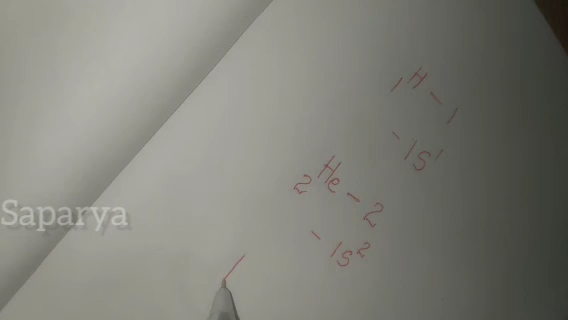 ₁H - 1
- 1s¹
₂He - 2
- 1s²
Saparya